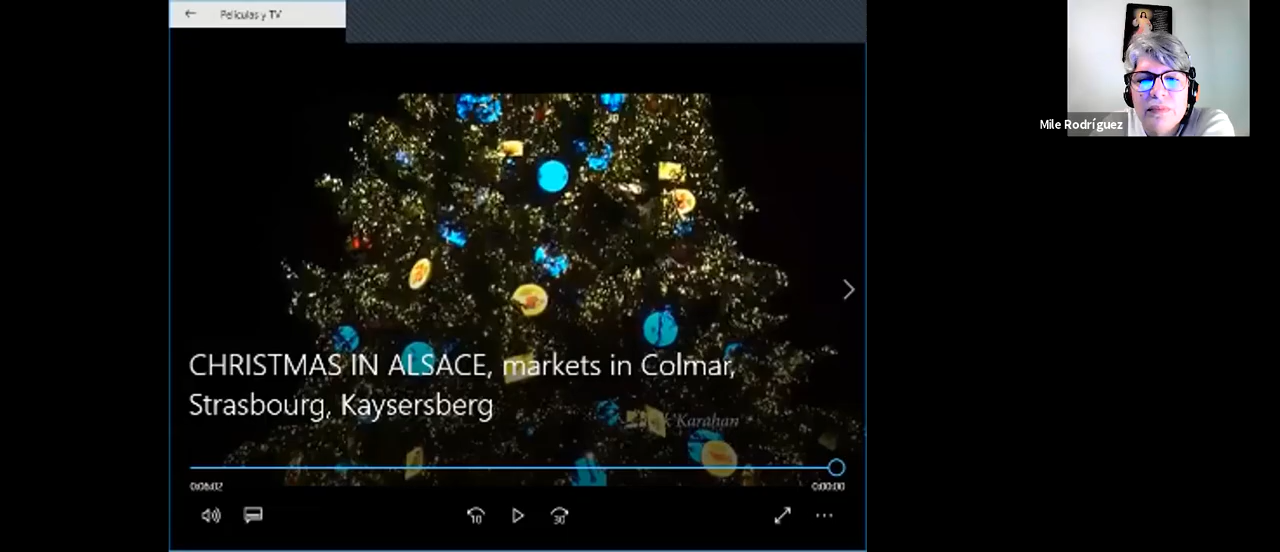 Películas y TV
Mile Rodríguez
CHRISTMAS IN ALSACE, markets in Colmar,
Strasbourg, Kaysersberg
Karahan
0:06:02
0:00:00
10
30